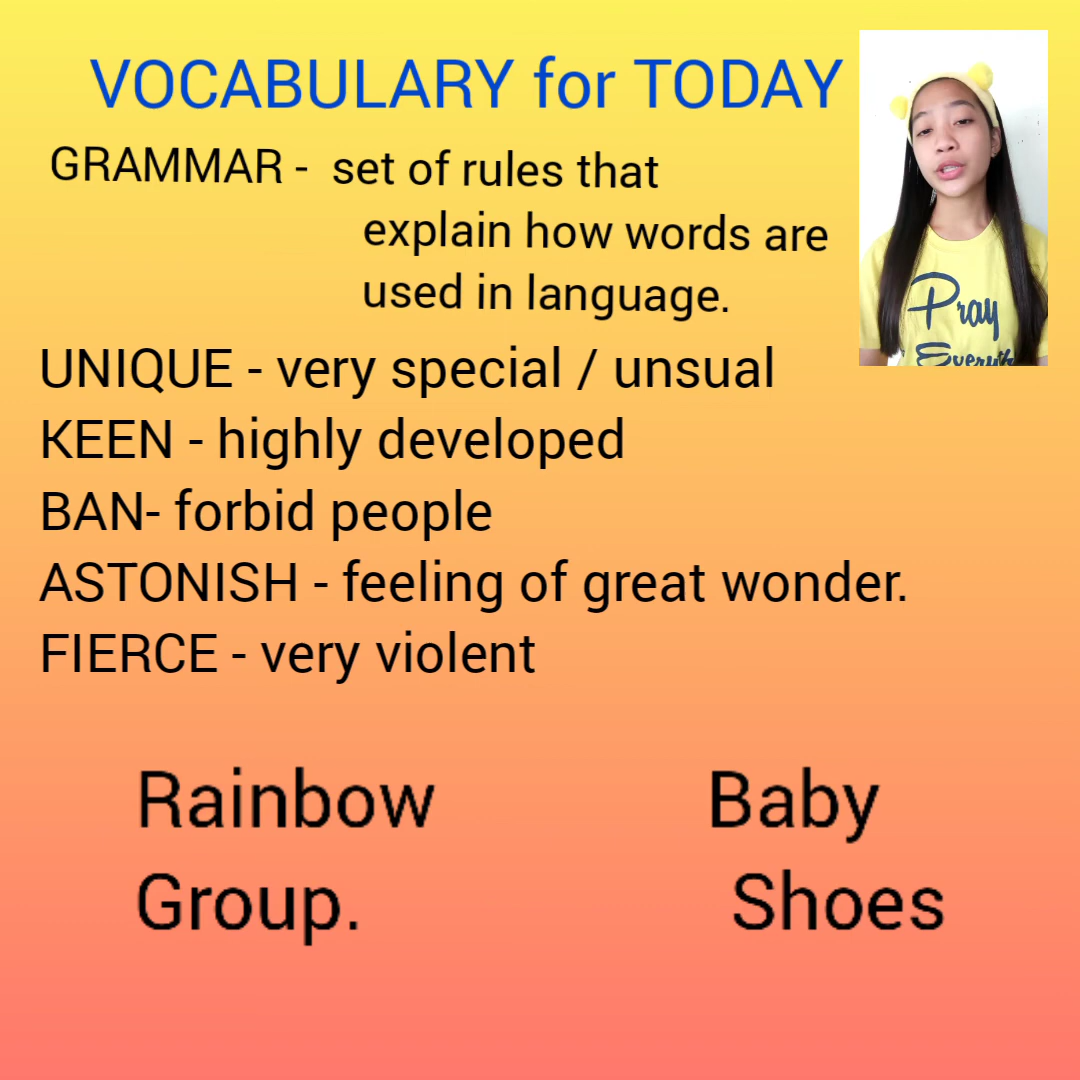 VOCABULARY for TODAY
GRAMMAR - set of rules that
explain how words are
used in language.
UNIQUE - very special / unsual
KEEN - highly developed
BAN- forbid people
ASTONISH - feeling of great wonder.
FIERCE - very violent
Rainbow
Group.
Baby
Shoes
Pray